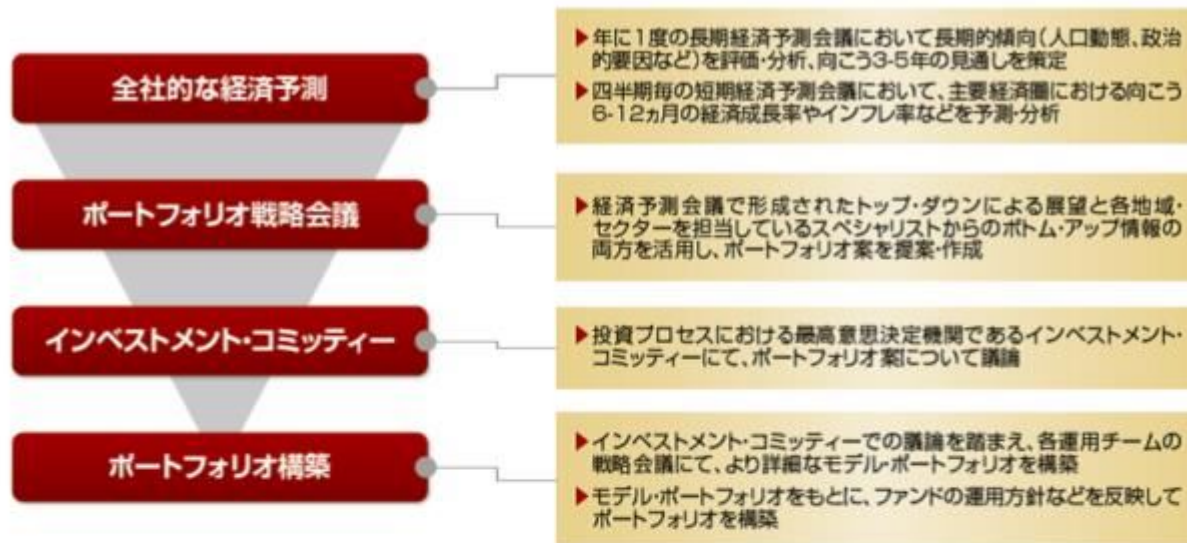 全社的な経済予測
▶年に1度の長期経済予測会議において長期的傾向(人口動態、政治
的要因など)を評価・分析、向こう3-5年の見通しを策定
▶四半期毎の短期経済予測会議において、主要経済圏における向こう
6-12ヵ月の経済成長率やインフレ率などを予測・分析
ポートフォリオ戦略会議
▶経済予測会議で形成されたトップ・ダウンによる展望と各地域・
セクターを担当しているスペシャリストからのボトム・アップ情報の
両方を活用し、ポートフォリオ案を提案・作成
インベストメント・コミッティー
▶投資プロセスにおける最高意思決定機関であるインベストメント・
コミッティーにて、ポートフォリオ案について議論
ポートフォリオ構築
▶インベストメント・コミッティーでの議論を踏まえ、各運用チームの
戦略会議にて、より詳細なモデル・ポートフォリオを構築
▶モデル・ポートフォリオをもとに、ファンドの運用方針などを反映して
ポートフォリオを構築